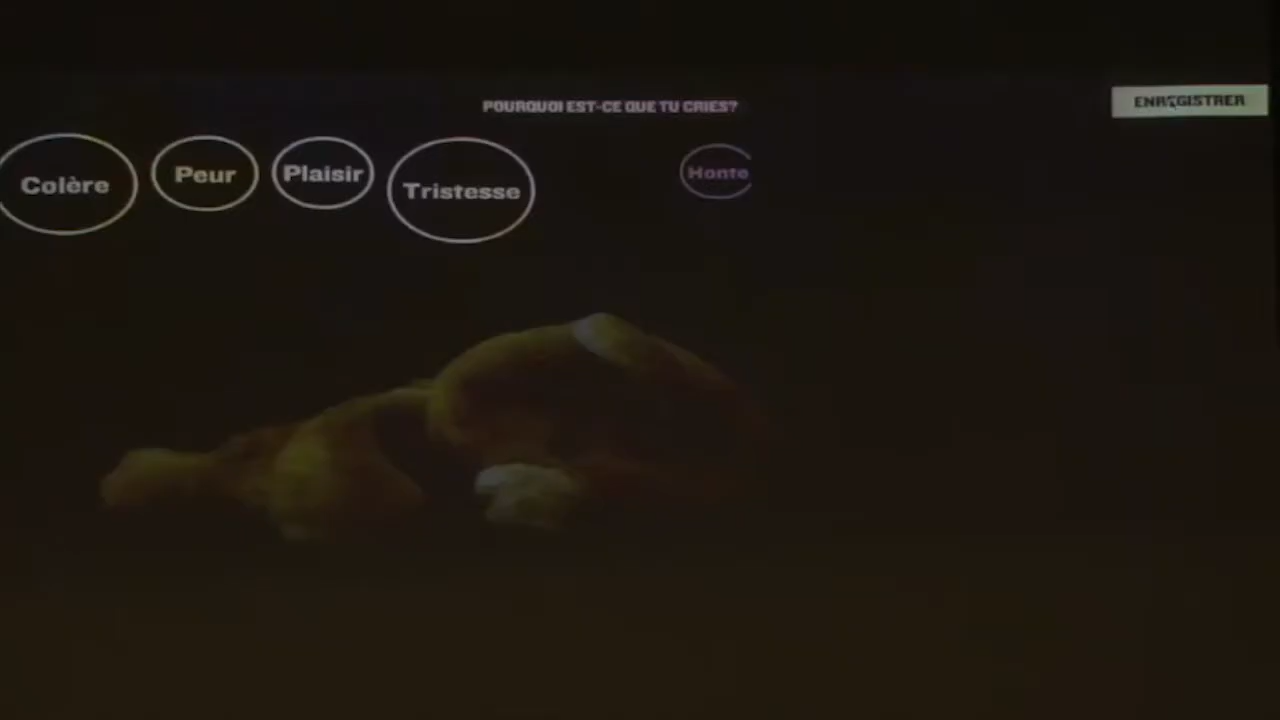 POURQUOI EST-CE QUE TU CRIES?
ENREGISTRER
Colère
Peur
Plaisir
Tristesse
Honte